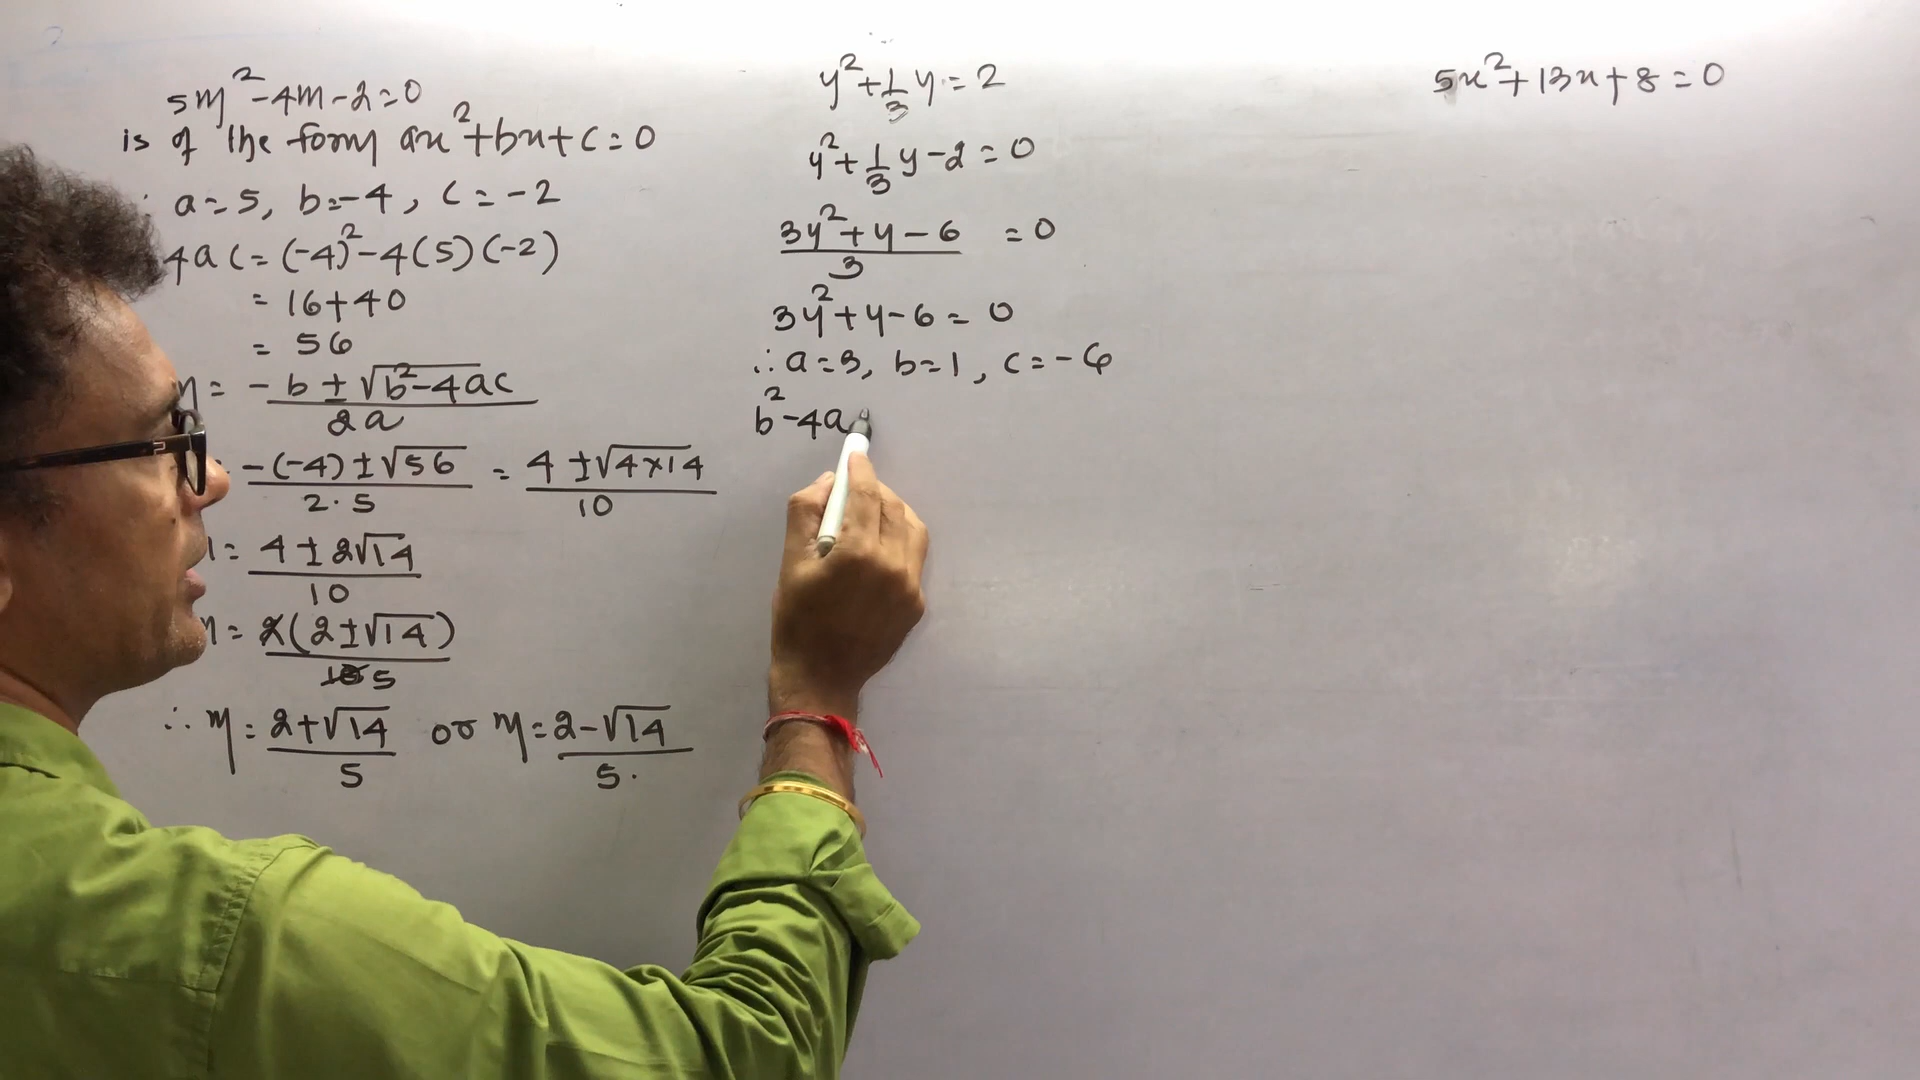 5m²-4m-2=0
is of the form ax²+bx+c=0
∴ a=5, b=-4, c=-2
4ac=(-4)²-4(5)(-2)
= 16+40
= 56
m = -b±√b²-4ac / 2a
-(-4)±√56 / 2·5 = 4±√4×14 / 10
m = 4±2√14 / 10
m = 2(2±√14) / 10 5
∴ m = 2+√14 / 5 or m = 2-√14 / 5.
y²+1/3 y = 2
y²+1/3 y-2 = 0
3y²+y-6 / 3 = 0
3y²+y-6 = 0
∴ a=3, b=1, c=-6
b²-4a
5x²+13x+8=0